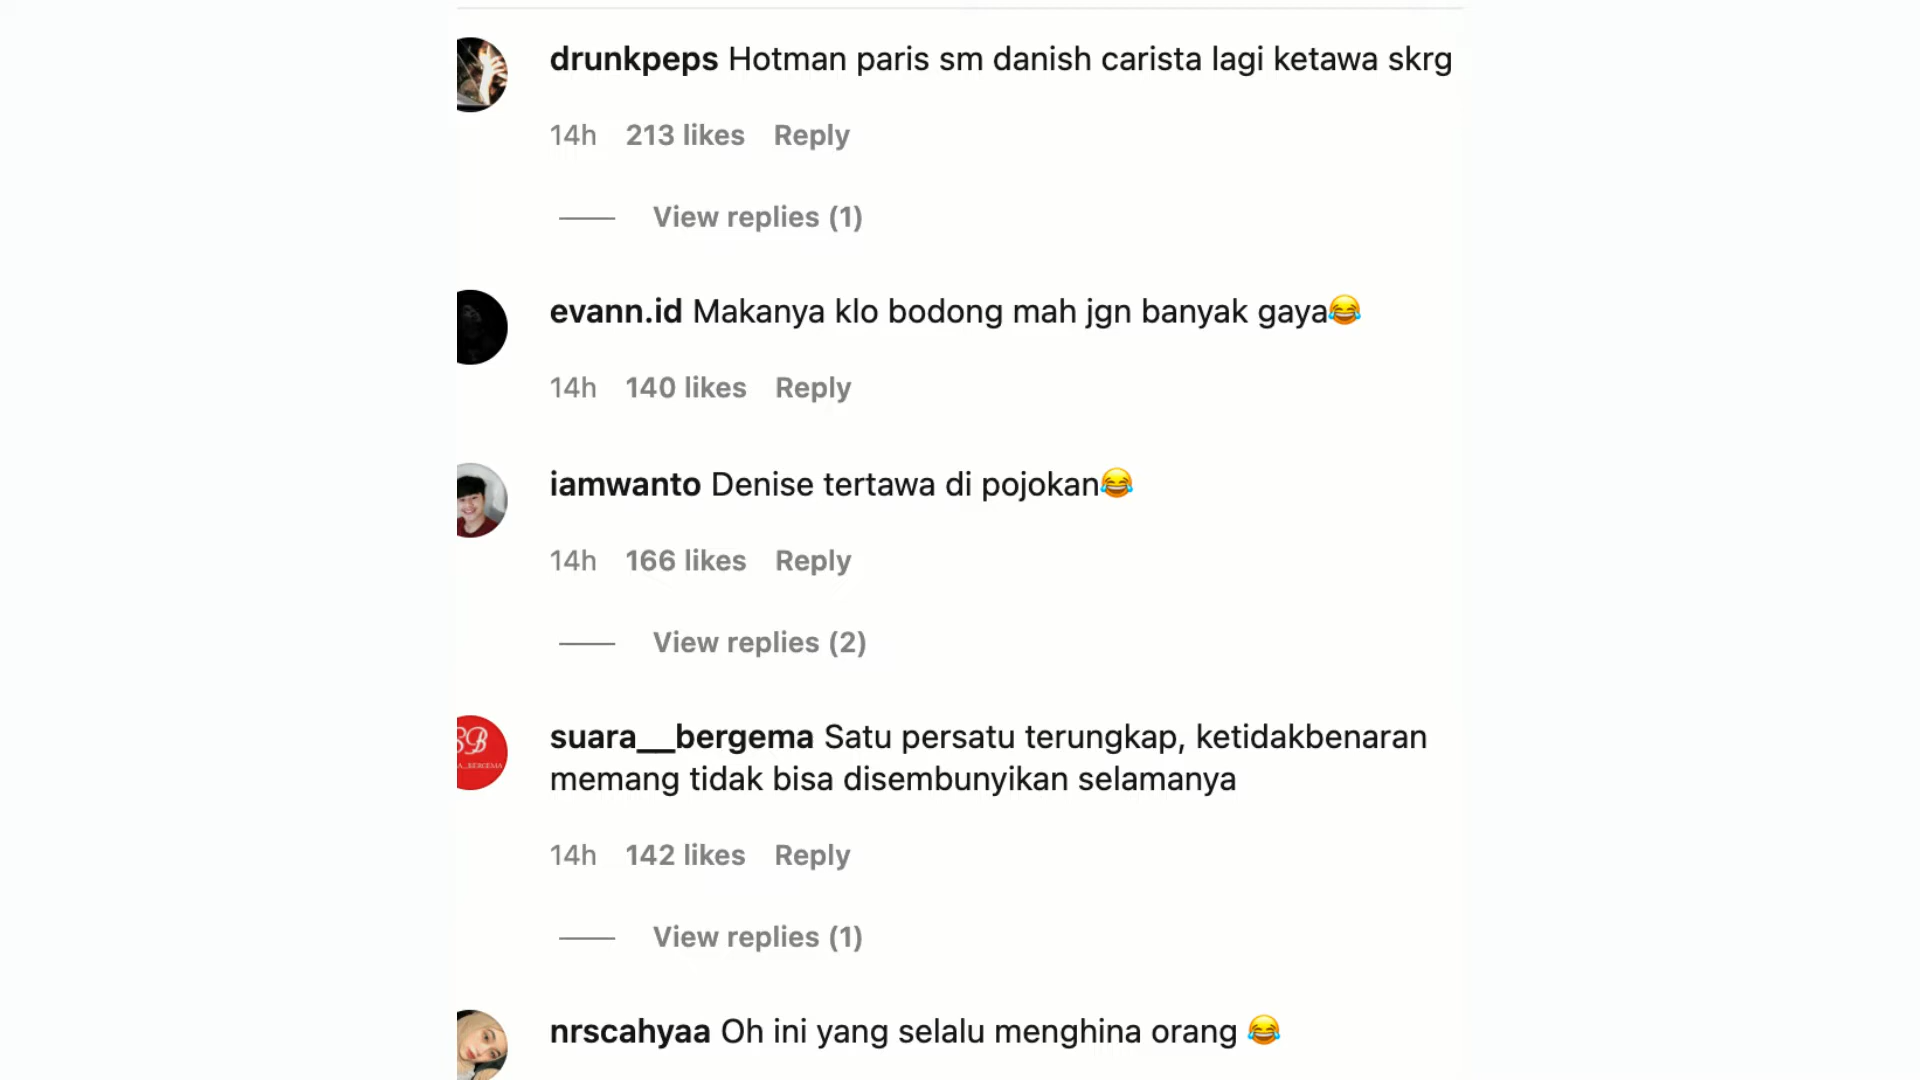 drunkpeps Hotman paris sm danish carista lagi ketawa skrg
14h 213 likes Reply
View replies (1)
evann.id Makanya klo bodong mah jgn banyak gaya😂
14h 140 likes Reply
iamwanto Denise tertawa di pojokan😂
14h 166 likes Reply
View replies (2)
SB
A_BERGEMA
suara__bergema Satu persatu terungkap, ketidakbenaran
memang tidak bisa disembunyikan selamanya
14h 142 likes Reply
View replies (1)
nrscahyaa Oh ini yang selalu menghina orang 😂